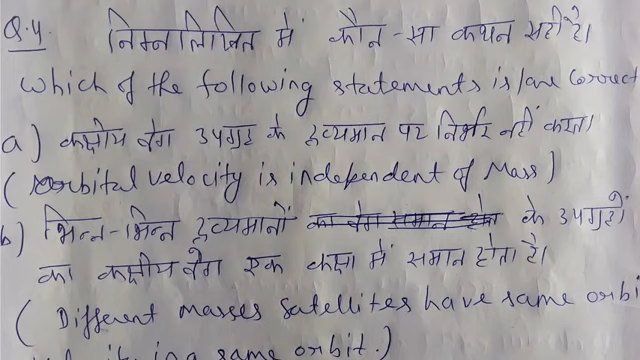 Q.4. निम्नलिखित में कौन-सा कथन सही है।
Which of the following statements is/are correct
a) कक्षीय वेग उपग्रह के द्रव्यमान पर निर्भर नहीं करता।
(orbital velocity is independent of Mass)
b) भिन्न-भिन्न द्रव्यमानों के उपग्रहों
का कक्षीय वेग एक कक्षा में समान होता है।
( Different masses satellites have same orbi
in a same orbit.)